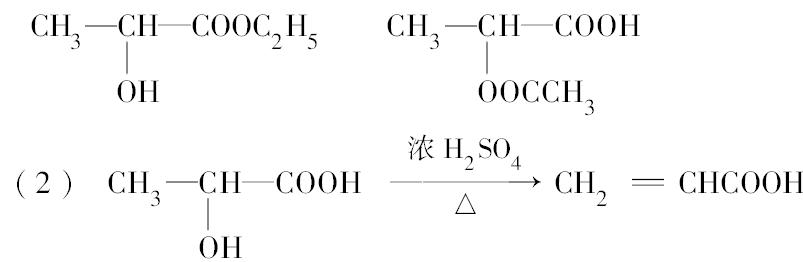 CH₃—CH—COOC₂H₅ CH₃—CH—COOH
OH OOCCH₃
浓 H₂SO₄
(2) CH₃—CH—COOH ⟶ CH₂ ═ CHCOOH
△
OH